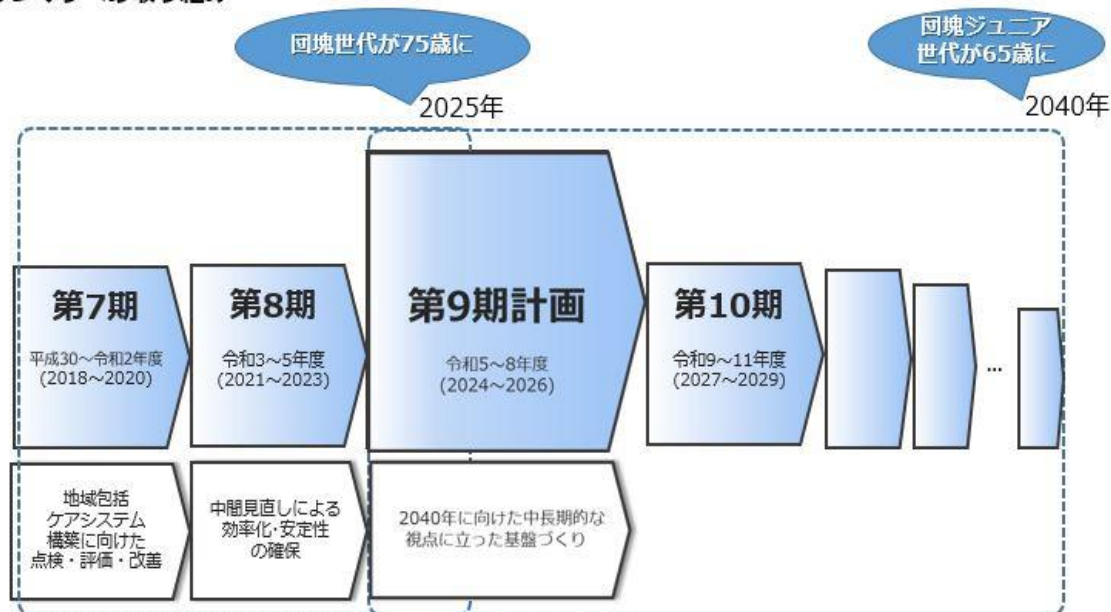 団塊世代が75歳に
団塊ジュニア
世代が65歳に
2025年
2040年
第7期
平成30～令和2年度
(2018～2020)
第8期
令和3～5年度
(2021～2023)
第9期計画
令和5～8年度
(2024～2026)
第10期
令和9～11年度
(2027～2029)
...
地域包括
ケアシステム
構築に向けた
点検・評価・改善
中間見直しによる
効率化・安定性
の確保
2040年に向けた中長期的な
視点に立った基盤づくり